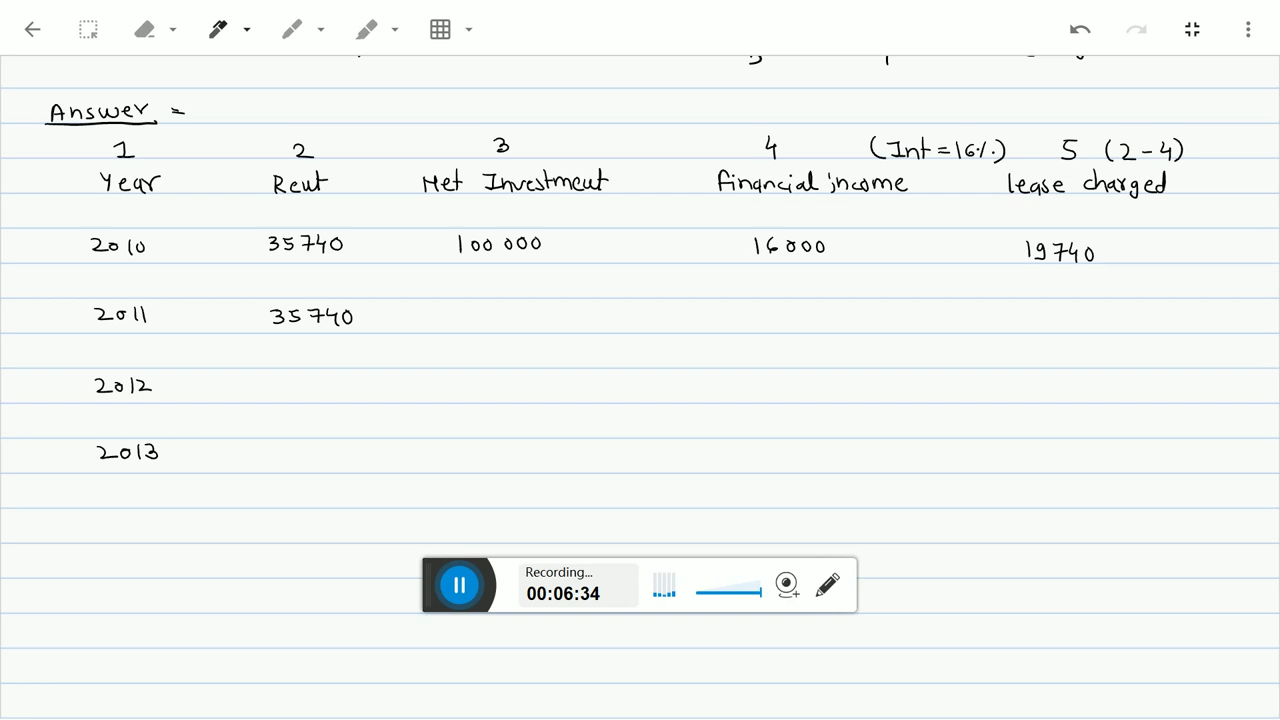 Answer =
1 2 3 4 (Int = 16%) 5 (2-4)
Year Rent Net Investment financial income lease charged
2010 35740 100 000 16000 19740
2011 35740
2012
2013
Recording...
00:06:34